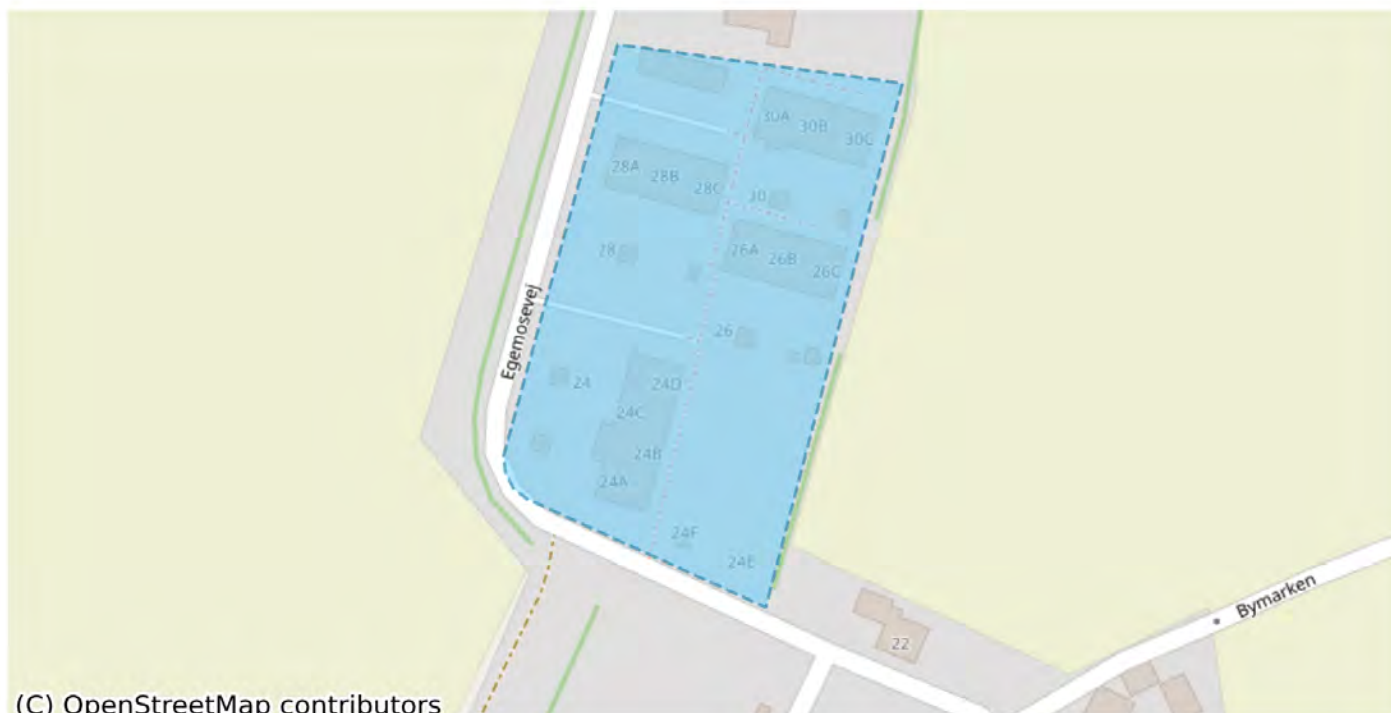 30A
30B
30C
28A
28B
28C
30
28
26A
26B
26C
Egemosevej
26
24
24D
24C
24B
24A
24F
24E
22
Bymarken
(C) OpenStreetMap contributors